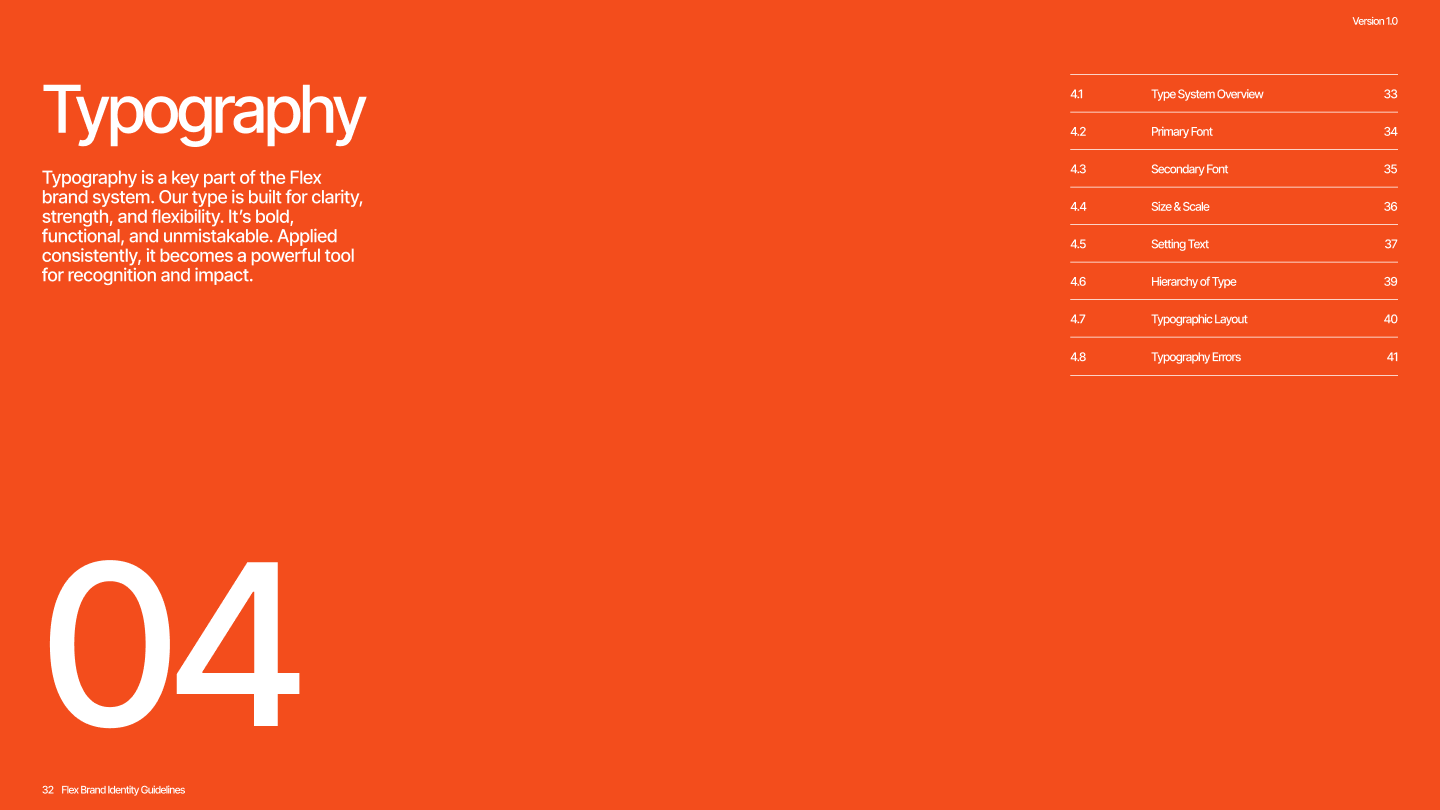 Version 1.0
Typography
Typography is a key part of the Flex
brand system. Our type is built for clarity,
strength, and flexibility. It’s bold,
functional, and unmistakable. Applied
consistently, it becomes a powerful tool
for recognition and impact.
4.1 Type System Overview 33
4.2 Primary Font 34
4.3 Secondary Font 35
4.4 Size & Scale 36
4.5 Setting Text 37
4.6 Hierarchy of Type 39
4.7 Typographic Layout 40
4.8 Typography Errors 41
04
32 Flex Brand Identity Guidelines